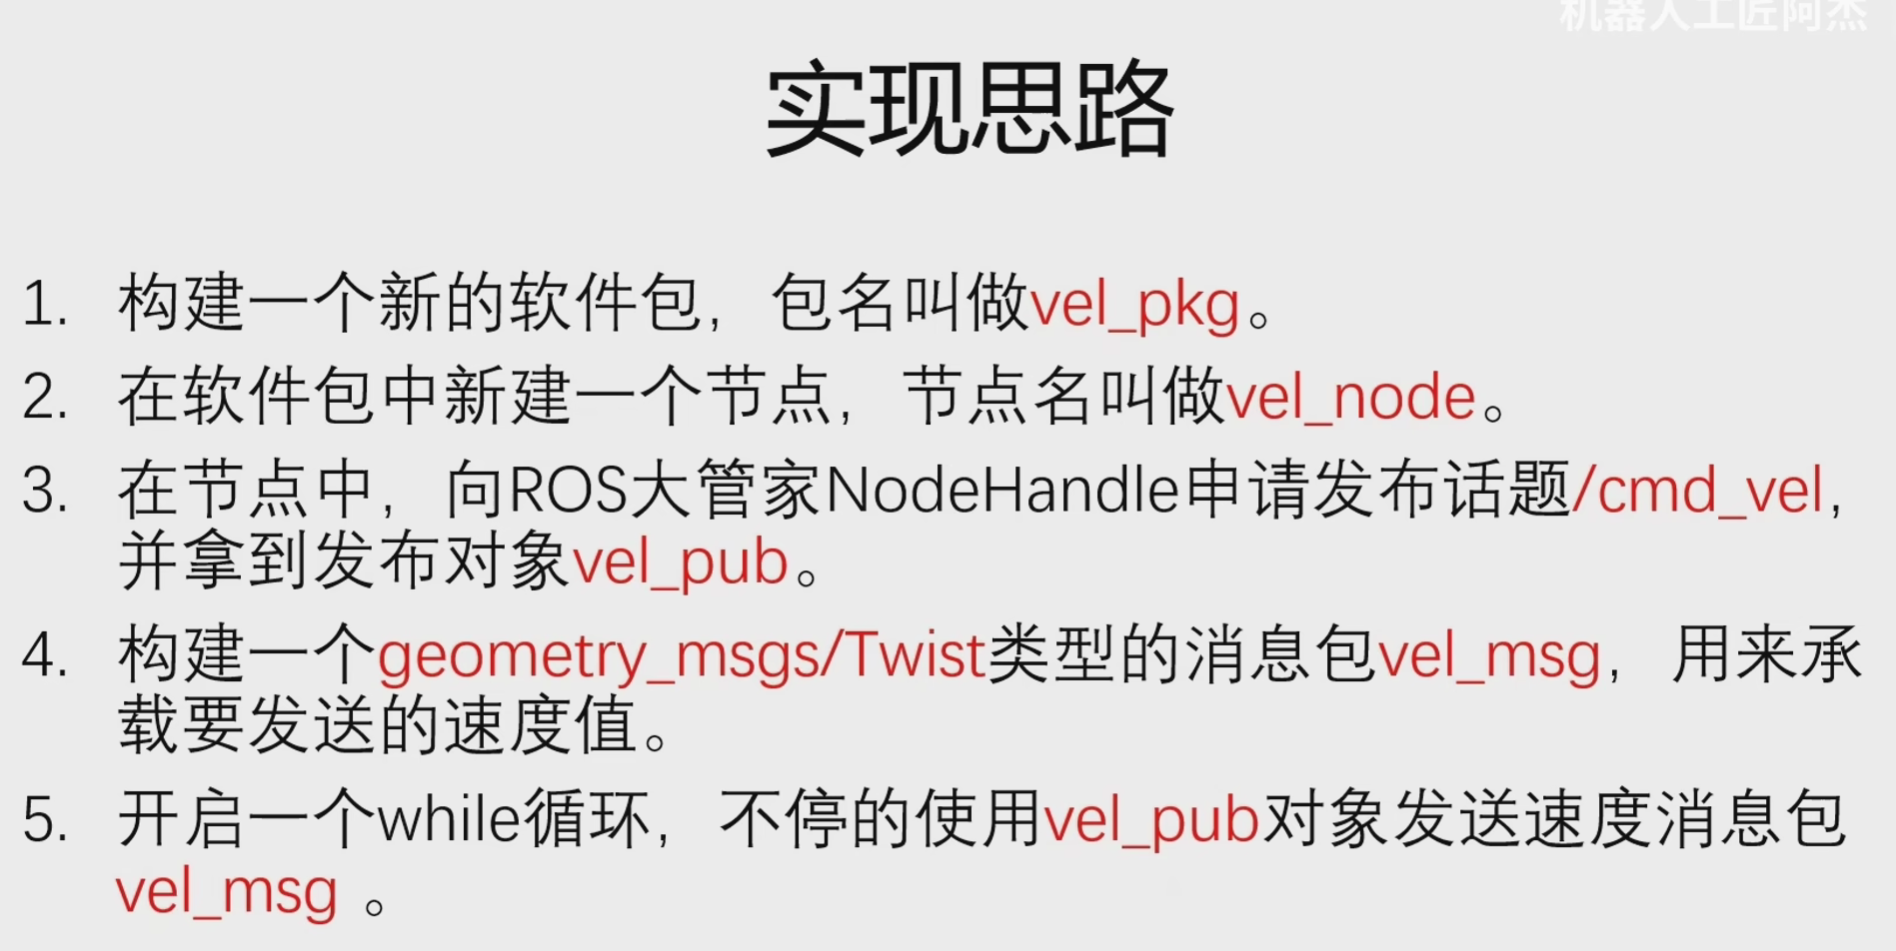 机器人工匠阿杰
实现思路
1. 构建一个新的软件包，包名叫做vel_pkg。
2. 在软件包中新建一个节点，节点名叫做vel_node。
3. 在节点中，向ROS大管家NodeHandle申请发布话题/cmd_vel，
并拿到发布对象vel_pub。
4. 构建一个geometry_msgs/Twist类型的消息包vel_msg，用来承
载要发送的速度值。
5. 开启一个while循环，不停的使用vel_pub对象发送速度消息包
vel_msg 。